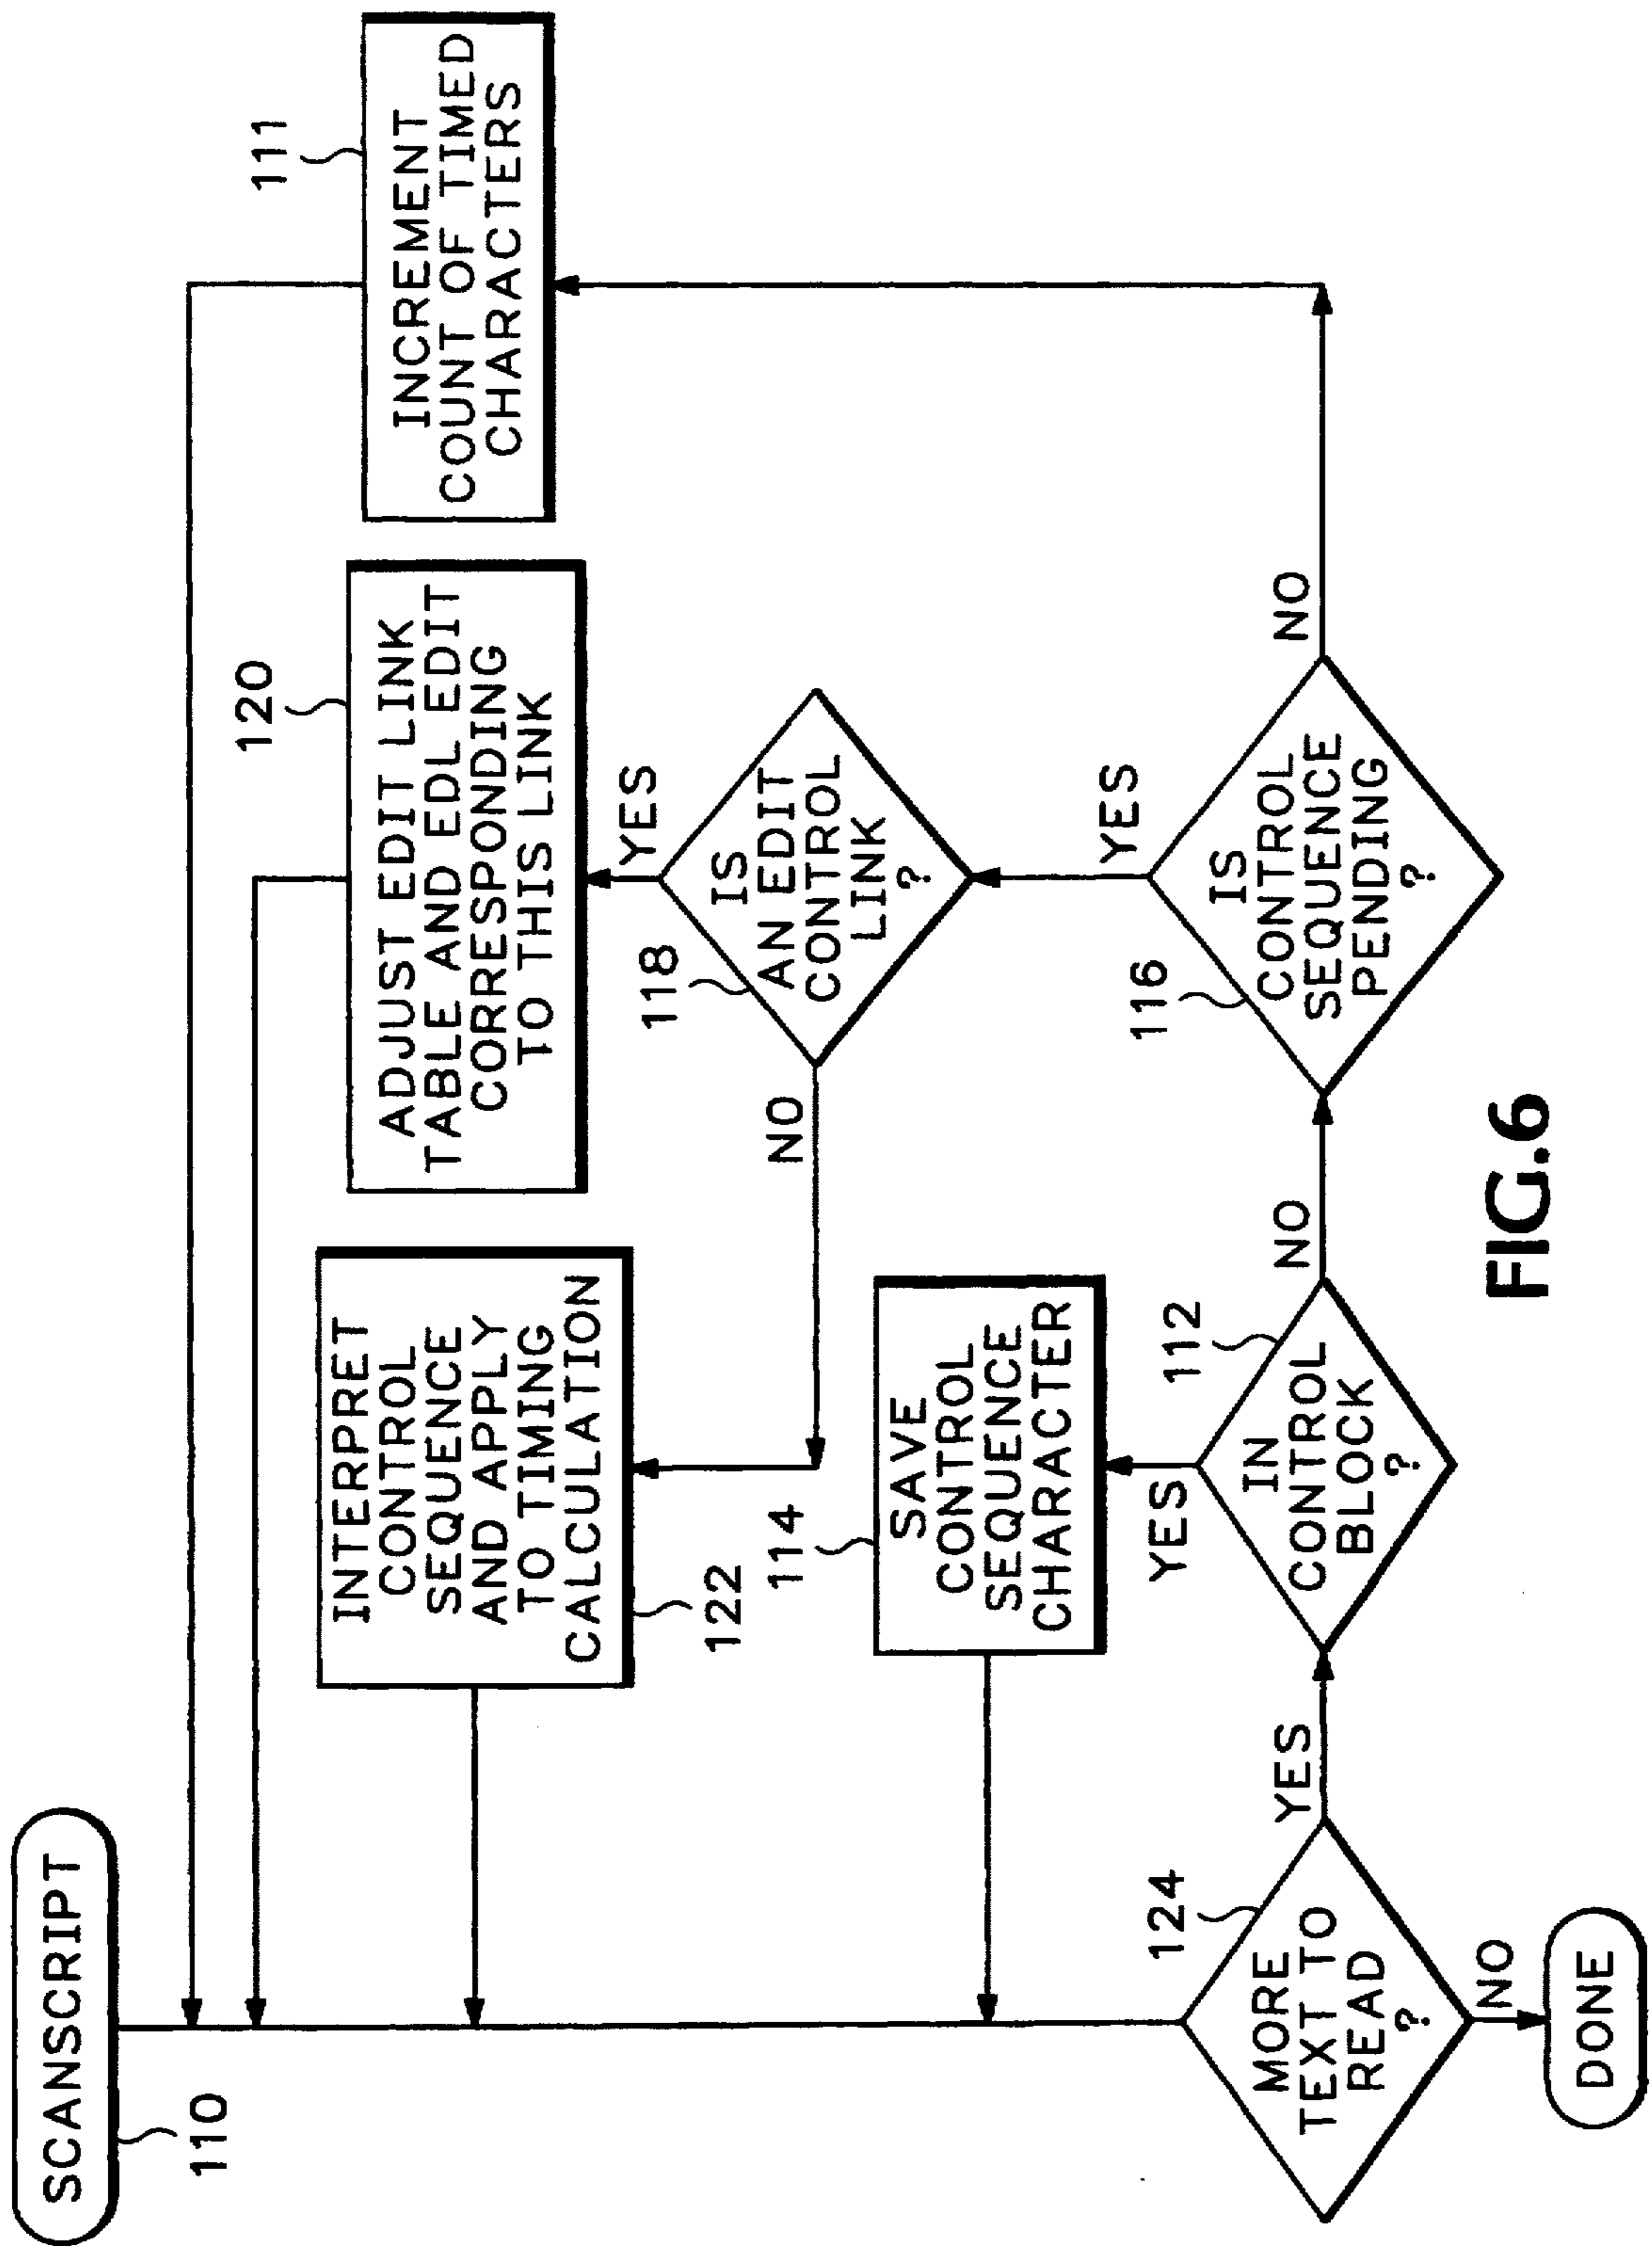 SCANSCRIPT
110
INTERPRET
CONTROL
SEQUENCE
AND APPLY
TO TIMING
CALCULATION
122
ADJUST EDIT LINK
TABLE AND EDL EDIT
CORRESPONDING
TO THIS LINK
120
INCREMENT
COUNT OF TIMED
CHARACTERS
111
SAVE
CONTROL
SEQUENCE
CHARACTER
114
NO
IS
AN EDIT
CONTROL
LINK
?
118
YES
MORE
TEXT TO
READ
?
124
YES
NO
DONE
IN
CONTROL
BLOCK
?
112
YES
NO
IS
CONTROL
SEQUENCE
PENDING
?
116
YES
NO
FIG.6